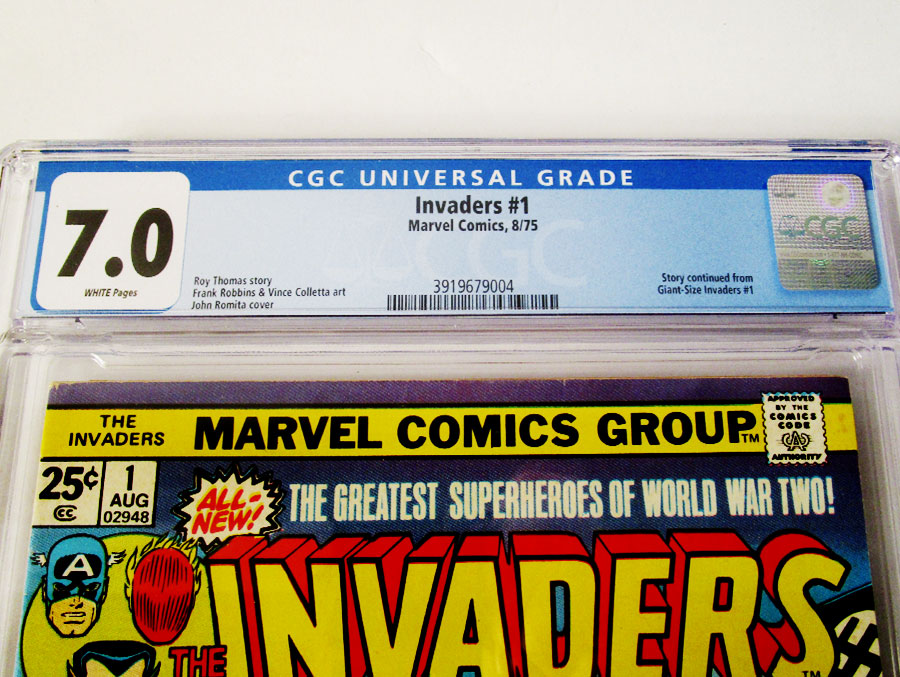 CGC UNIVERSAL GRADE
7.0
WHITE Pages
Invaders #1
Marvel Comics, 8/75
Roy Thomas story
Frank Robbins & Vince Colletta art
John Romita cover
3919679004
Story continued from
Giant-Size Invaders #1
CGC
CGC
THE
INVADERS
MARVEL COMICS GROUP TM
APPROVED
BY THE
COMICS
CODE
AUTHORITY
25¢
CC
1
AUG
02948
ALL-
NEW!
THE GREATEST SUPERHEROES OF WORLD WAR TWO!
A
THE
INVADERS
TM